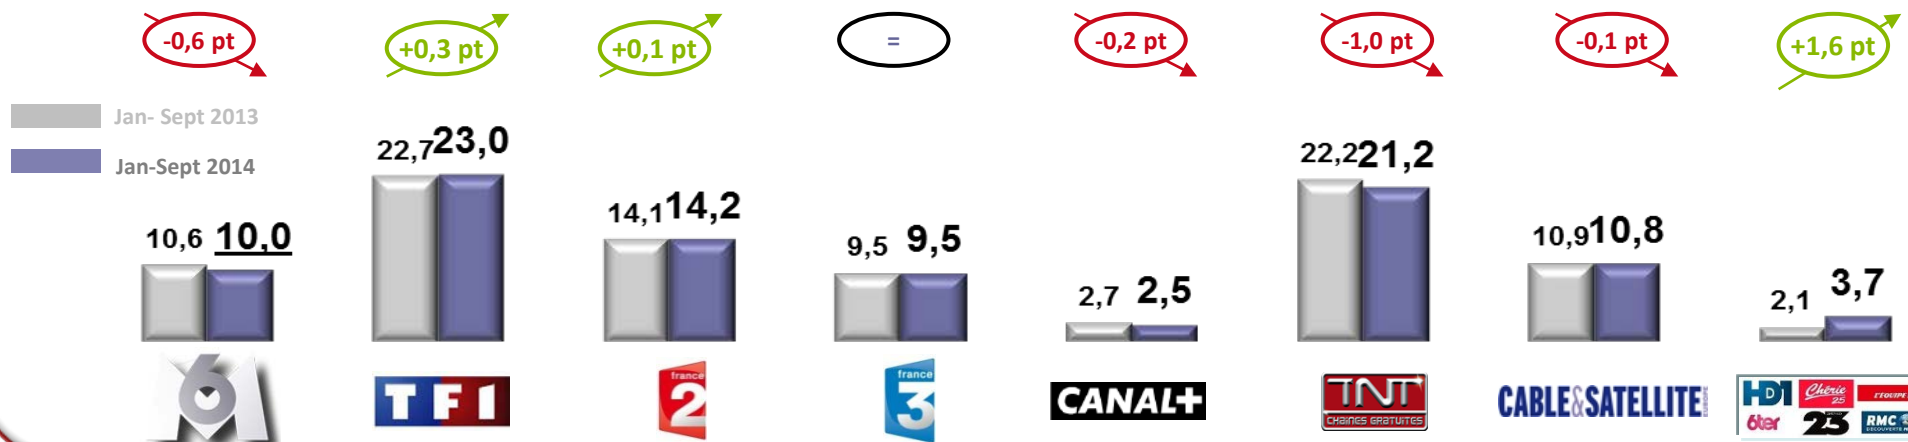 -0,6 pt
+0,3 pt
+0,1 pt
=
-0,2 pt
-1,0 pt
-0,1 pt
+1,6 pt
Jan- Sept 2013
Jan-Sept 2014
10,6 10,0
22,7 23,0
14,1 14,2
9,5 9,5
2,7 2,5
22,2 21,2
10,9 10,8
2,1 3,7
M6
TF1
france
2
france
3
CANAL+
TNT
CHAINES GRATUITES
CABLE&SATELLITE
EUROPE
HD1
Chérie
25
L'EQUIPE
6ter
23
RMC
DECOUVERTE